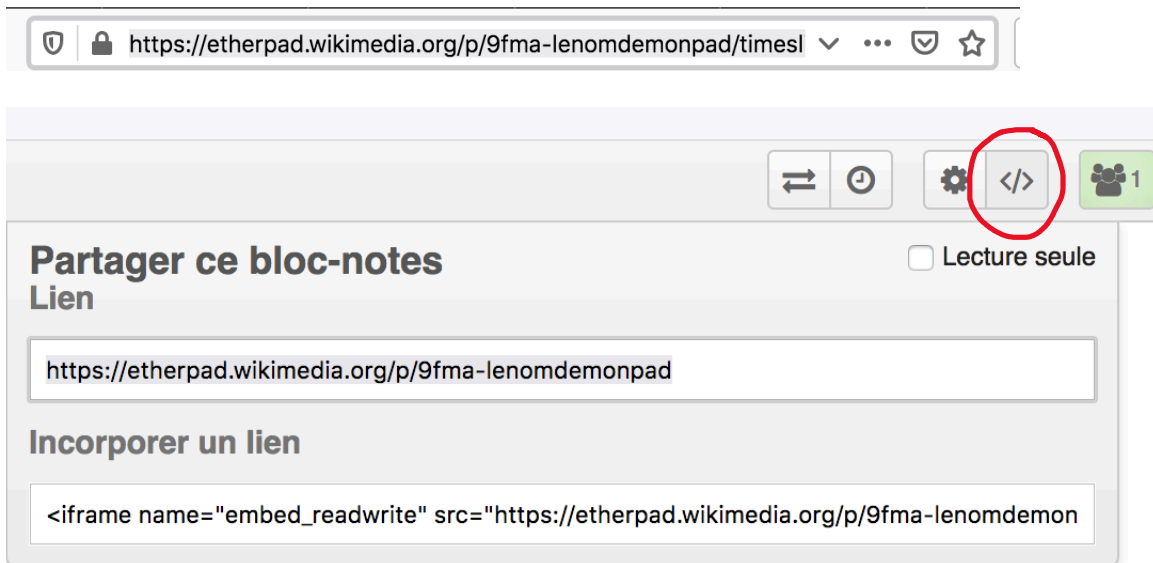 https://etherpad.wikimedia.org/p/9fma-lenomdemonpad/timesl
</> 1
Partager ce bloc-notes
Lecture seule
Lien
https://etherpad.wikimedia.org/p/9fma-lenomdemonpad
Incorporer un lien
<iframe name="embed_readwrite" src="https://etherpad.wikimedia.org/p/9fma-lenomdemon